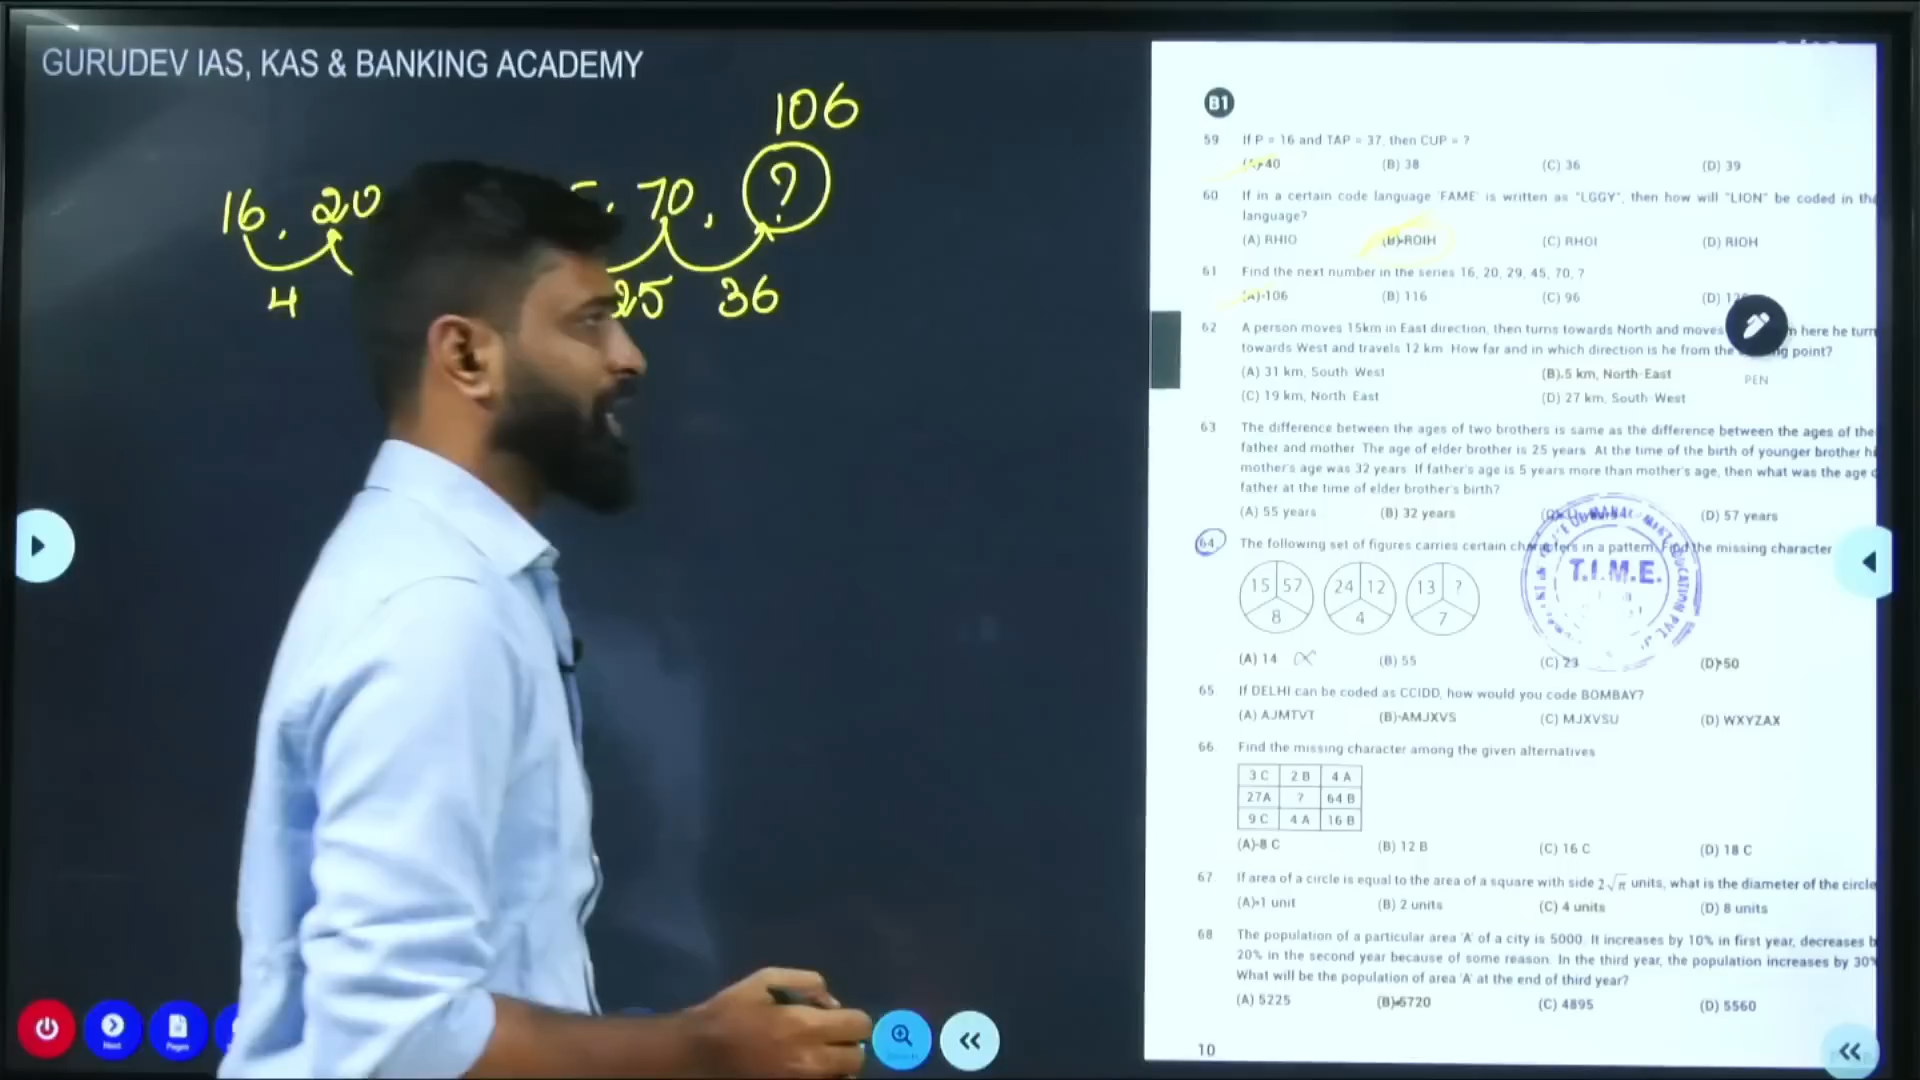 GURUDEV IAS, KAS & BANKING ACADEMY
106
16, 20 , 70, ?
4 25 36
B1
59 If P = 16 and TAP = 37, then CUP = ?
(A) 40 (B) 38 (C) 36 (D) 39
60 If in a certain code language 'FAME' is written as "LGGY", then how will "LION" be coded in
language?
(A) RHIO (B) ROIH (C) RHOI (D) RIOH
61 Find the next number in the series 16, 20, 29, 45, 70, ?
(A) 106 (B) 116 (C) 96 (D)
62 A person moves 15km in East direction, then turns towards North and moves here he turn
towards West and travels 12 km. How far and in which direction is he from the point?
(A) 31 km, South West (B) 5 km, North-East
PEN
(C) 19 km, North East (D) 27 km, South-West
63 The difference between the ages of two brothers is same as the difference between the ages of the
father and mother. The age of elder brother is 25 years. At the time of the birth of younger brother
mother's age was 32 years. If father's age is 5 years more than mother's age, then what was the age
father at the time of elder brother's birth?
(A) 55 years (B) 32 years (D) 57 years
64 The following set of figures carries certain characters in a pattern. Find the missing character
15 57 24 12 13 ?
8 4 7
T.I.M.E.
(A) 14 (B) 55 (C) 23 (D) 50
65 If DELHI can be coded as CCIDD, how would you code BOMBAY?
(A) AJMTVT (B) AMJXVS (C) MJXVSU (D) WXYZAX
66 Find the missing character among the given alternatives
3 C 2 B 4 A
27A ? 64 B
9 C 4 A 16 B
(A) 8 C (B) 12 B (C) 16 C (D) 18 C
67 If area of a circle is equal to the area of a square with side 2√π units, what is the diameter of the circle
(A) 1 unit (B) 2 units (C) 4 units (D) 8 units
68 The population of a particular area 'A' of a city is 5000. It increases by 10% in first year, decreases
20% in the second year because of some reason. In the third year, the population increases by 30%
What will be the population of area 'A' at the end of third year?
(A) 5225 (B) 5720 (C) 4895 (D) 5560
10
Next Pages